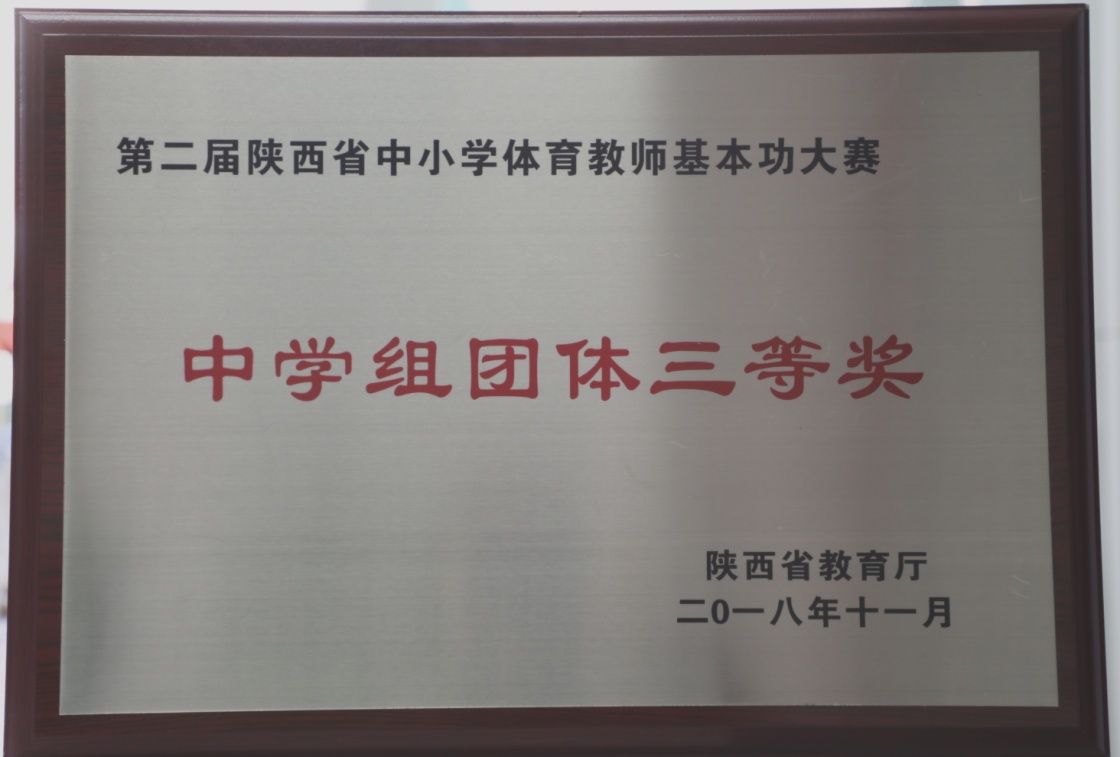 第二届陕西省中小学体育教师基本功大赛
中学组团体三等奖
陕西省教育厅
二0一八年十一月